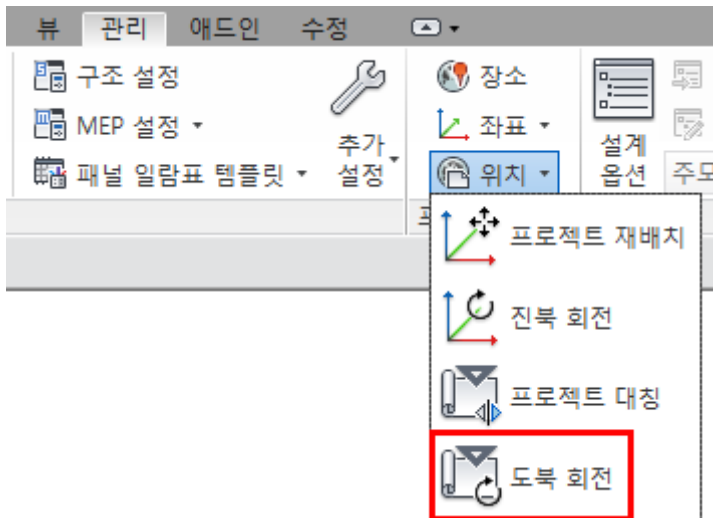 뷰 관리 애드인 수정
구조 설정
MEP 설정
패널 일람표 템플릿
추가
설정
장소
좌표
위치
설계
옵션
프로젝트 재배치
진북 회전
프로젝트 대칭
도북 회전